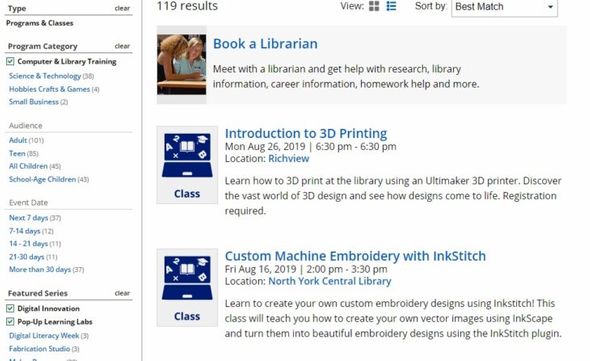 Type clear
Programs & Classes
Program Category clear
Computer & Library Training
Science & Technology (38)
Hobbies Crafts & Games (4)
Small Business (2)
Audience
Adult (101)
Teen (85)
All Children (45)
School-Age Children (43)
Event Date
Next 7 days (37)
7-14 days (12)
14 - 21 days (11)
21-30 days (11)
More than 30 days (37)
Featured Series clear
Digital Innovation
Pop-Up Learning Labs
Digital Literacy Week (3)
Fabrication Studio (3)
119 results
View: Sort by: Best Match
Book a Librarian
Meet with a librarian and get help with research, library
information, career information, homework help and more.
Class
Introduction to 3D Printing
Mon Aug 26, 2019 | 6:30 pm - 6:30 pm
Location: Richview
Learn how to 3D print at the library using an Ultimaker 3D printer. Discover
the vast world of 3D design and see how designs come to life. Registration
required.
Class
Custom Machine Embroidery with InkStitch
Fri Aug 16, 2019 | 2:00 pm - 3:30 pm
Location: North York Central Library
Learn to create your own custom embroidery designs using Inkstitch! This
class will teach you how to create your own vector images using InkScape
and turn them into beautiful embroidery designs using the InkStitch plugin.